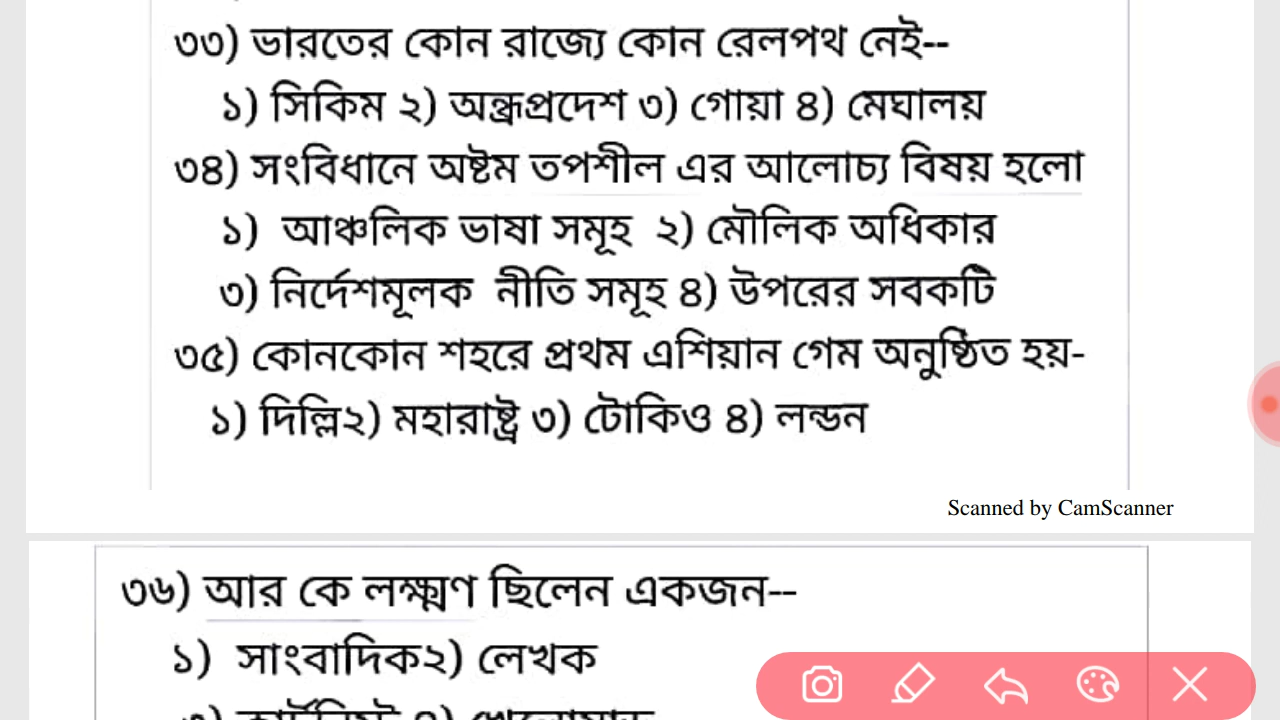 ৩৩) ভারতের কোন রাজ্যে কোন রেলপথ নেই--
১) সিকিম ২) অন্ধ্রপ্রদেশ ৩) গোয়া ৪) মেঘালয়
৩৪) সংবিধানে অষ্টম তপশীল এর আলোচ্য বিষয় হলো
১) আঞ্চলিক ভাষা সমূহ ২) মৌলিক অধিকার
৩) নির্দেশমূলক নীতি সমূহ ৪) উপরের সবকটি
৩৫) কোনকোন শহরে প্রথম এশিয়ান গেম অনুষ্ঠিত হয়-
১) দিল্লি২) মহারাষ্ট্র ৩) টোকিও ৪) লন্ডন
Scanned by CamScanner
৩৬) আর কে লক্ষ্মণ ছিলেন একজন--
১) সাংবাদিক২) লেখক